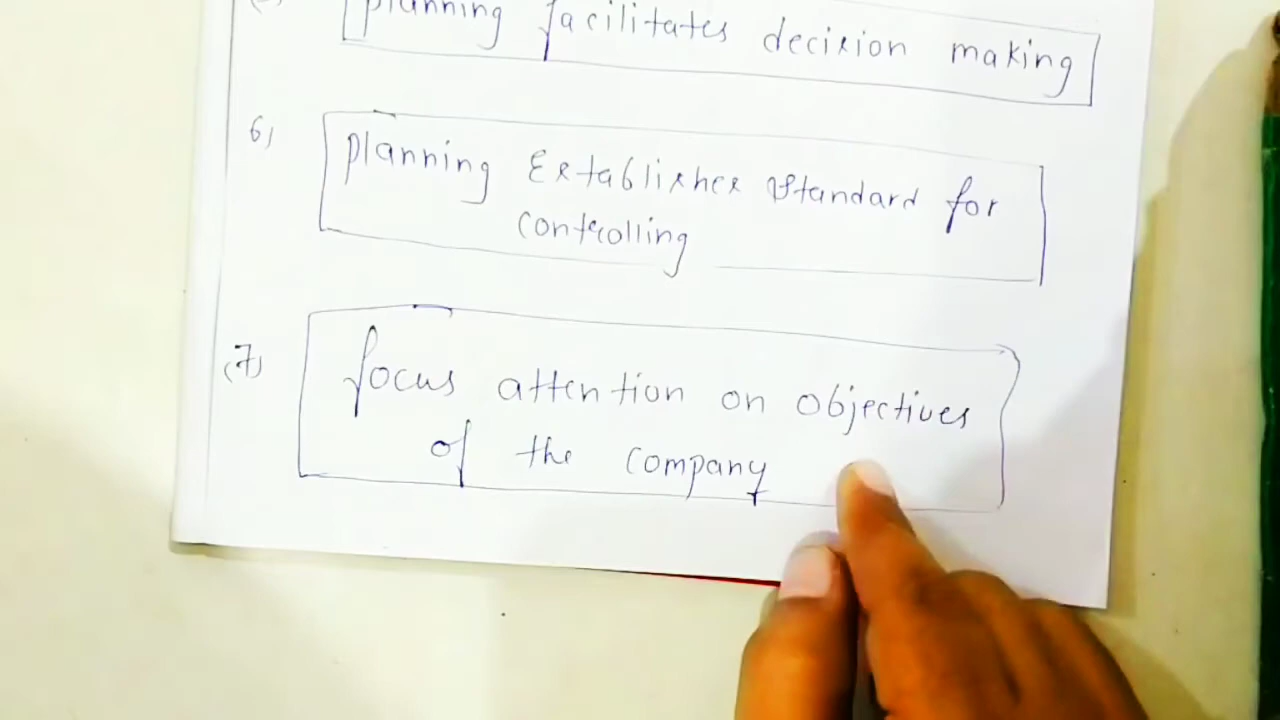 planning facilitates decision making
6)
planning Establishes Standard for
controlling
(7)
focus attention on objectives
of the company